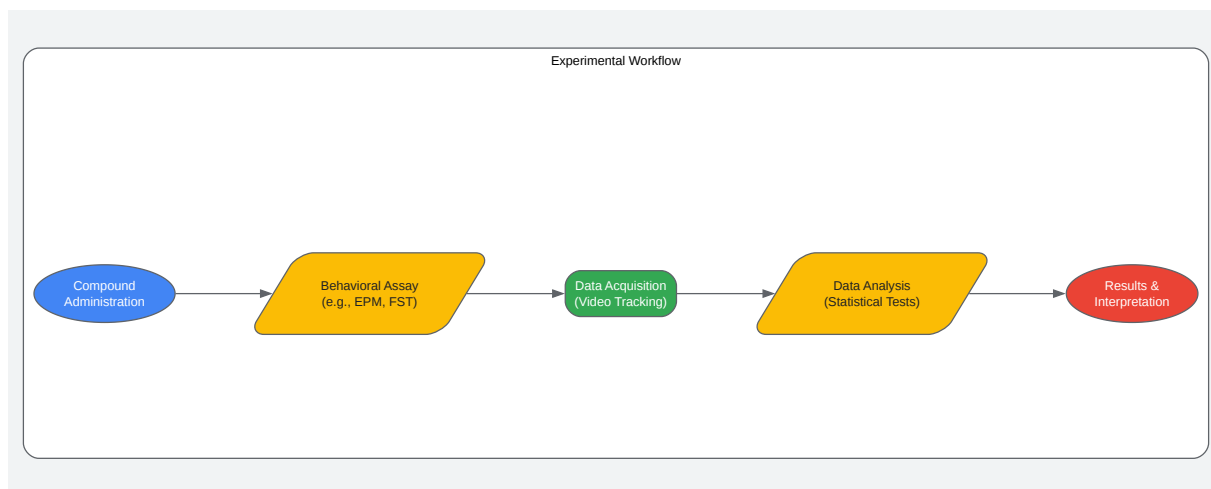 Experimental Workflow
Compound
Administration
Behavioral Assay
(e.g., EPM, FST)
Data Acquisition
(Video Tracking)
Data Analysis
(Statistical Tests)
Results &
Interpretation